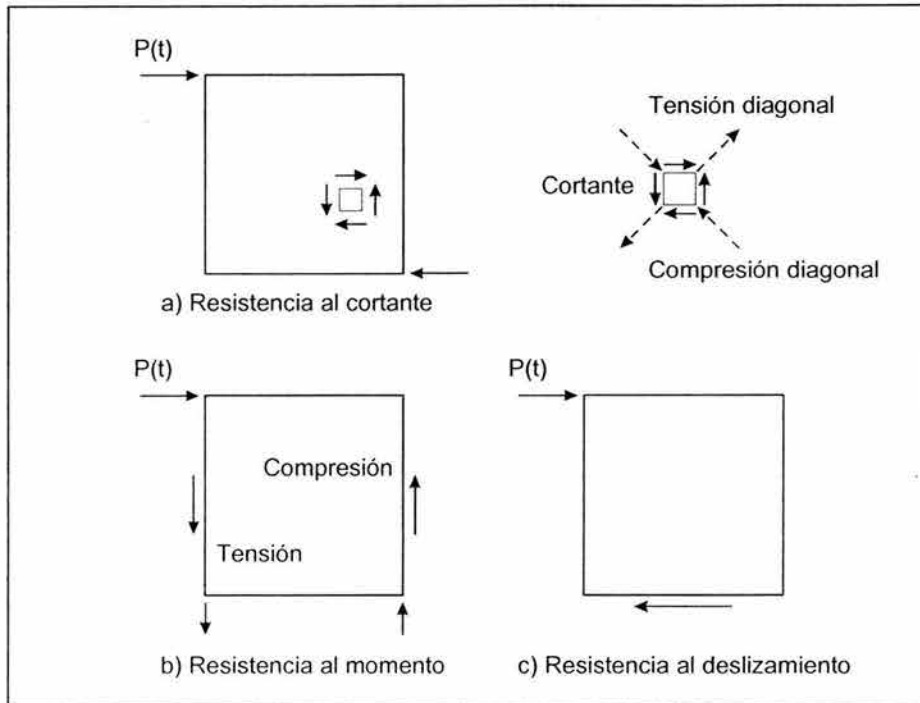 P(t)
Tensión diagonal
Cortante
Compresión diagonal
a) Resistencia al cortante
P(t)
P(t)
Compresión
Tensión
b) Resistencia al momento
c) Resistencia al deslizamiento